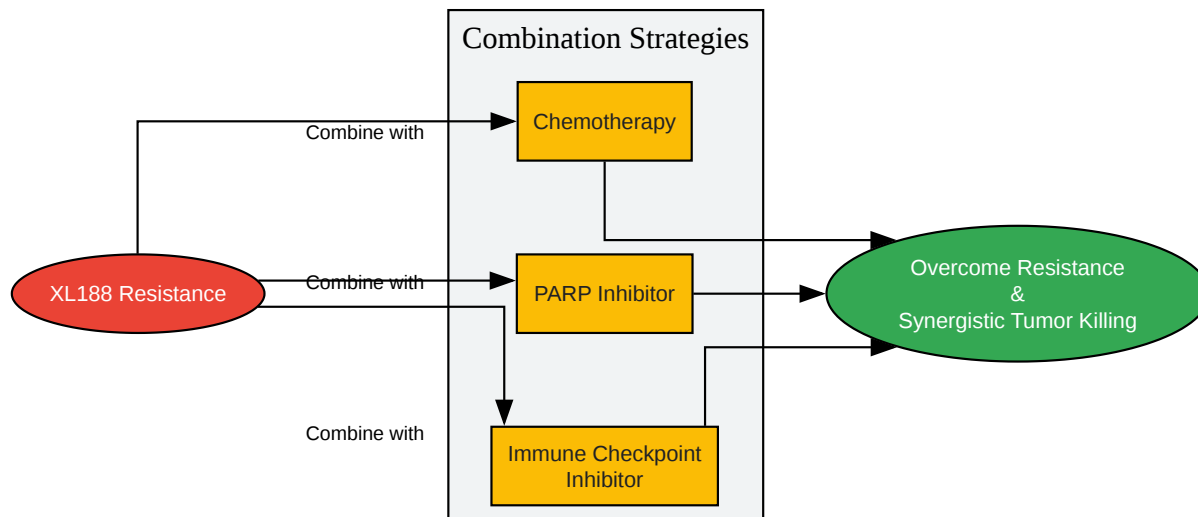 Combination Strategies
Chemotherapy
Combine with
XL188 Resistance
Combine with
PARP Inhibitor
Overcome Resistance
&
Synergistic Tumor Killing
Combine with
Immune Checkpoint
Inhibitor